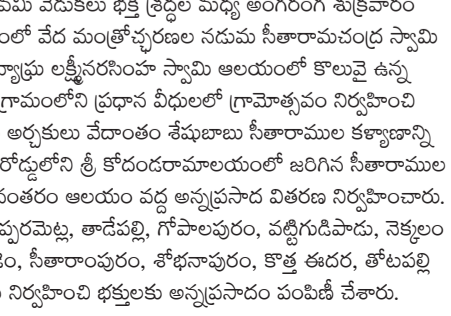 వేడుకలు భక్తి శ్రద్ధల మధ్య అంగరంగ శుక్రవారం
లో వేద మంత్రోచ్ఛరణల నడుమ సీతారామచంద్ర స్వామి
లక్ష్మీనరసింహ స్వామి ఆలయంలో కొలువై ఉన్న
గ్రామంలోని ప్రధాన వీధులలో గ్రామోత్సవం నిర్వహించి
అర్చకులు వేదాంతం శేషుబాబు సీతారాముల కళ్యాణాన్ని
రోడ్డులోని శ్రీ కోదండరామాలయంలో జరిగిన సీతారాముల
నంతరం ఆలయం వద్ద అన్నప్రసాద వితరణ నిర్వహించారు.
ప్పరమెట్ల, తాడేపల్లి, గోపాలపురం, వట్టిగుడిపాడు, నెక్కలం
సీతారాంపురం, శోభనాపురం, కొత్త ఈదర, తోటపల్లి
నిర్వహించి భక్తులకు అన్నప్రసాదం పంపిణీ చేశారు.